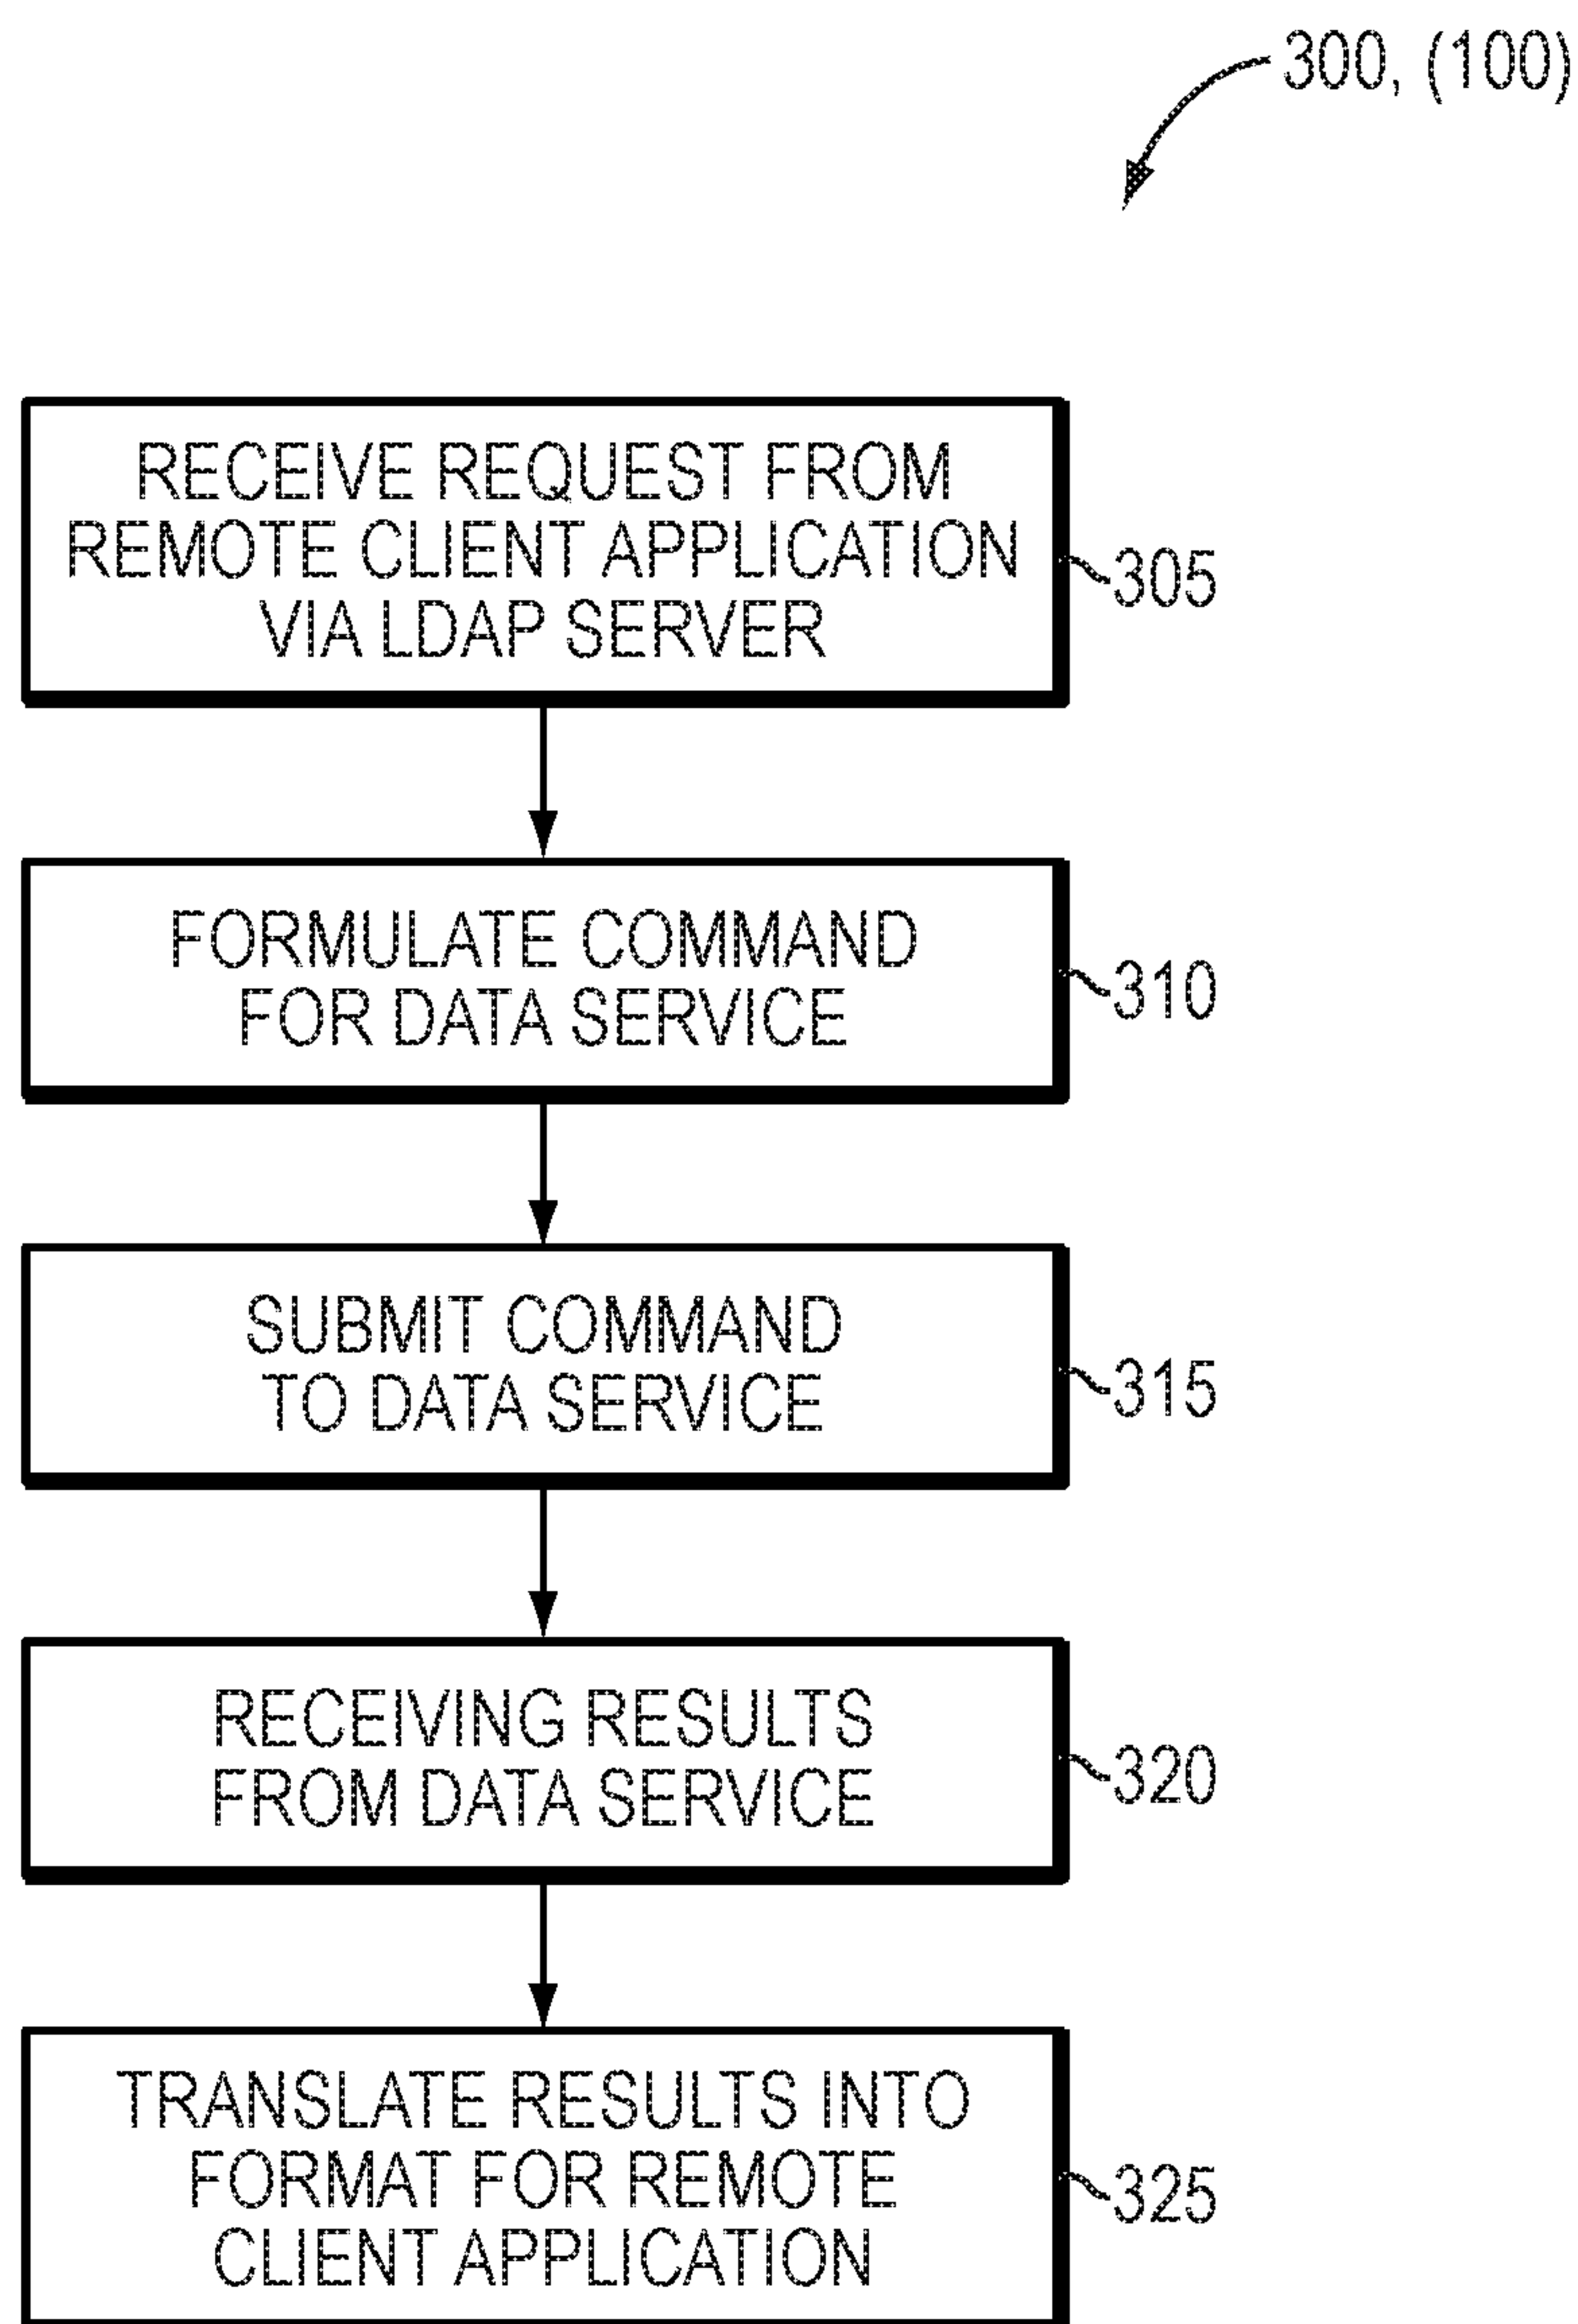 300, (100)
RECEIVE REQUEST FROM
REMOTE CLIENT APPLICATION
VIA LDAP SERVER
305
FORMULATE COMMAND
FOR DATA SERVICE
310
SUBMIT COMMAND
TO DATA SERVICE
315
RECEIVING RESULTS
FROM DATA SERVICE
320
TRANSLATE RESULTS INTO
FORMAT FOR REMOTE
CLIENT APPLICATION
325